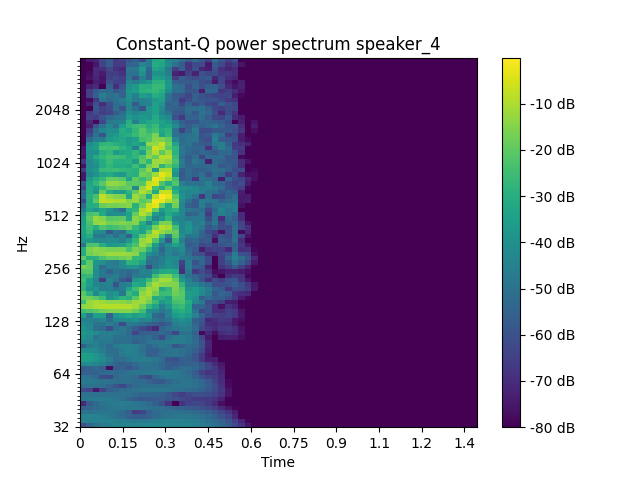 Constant-Q power spectrum speaker_4
Hz
2048
1024
512
256
128
64
32
0 0.15 0.3 0.45 0.6 0.75 0.9 1.1 1.2 1.4
Time
-10 dB
-20 dB
-30 dB
-40 dB
-50 dB
-60 dB
-70 dB
-80 dB